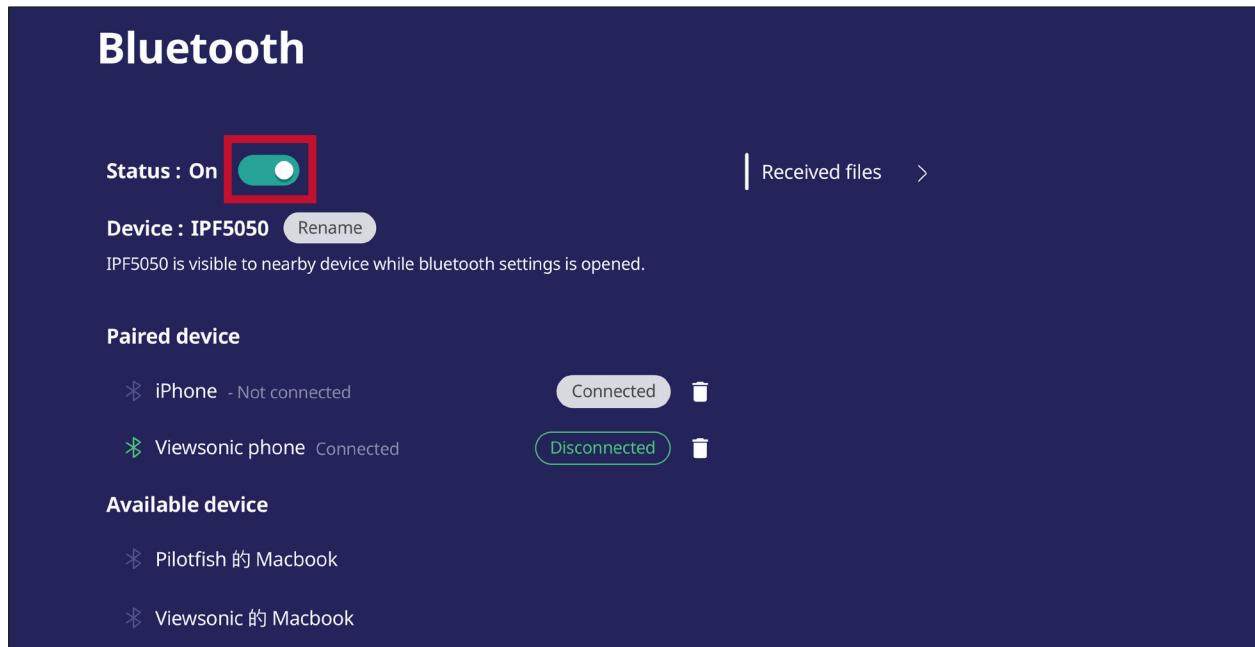 Bluetooth
Status : On
Received files
Device : IPF5050 Rename
IPF5050 is visible to nearby device while bluetooth settings is opened.
Paired device
iPhone - Not connected Connected
Viewsonic phone Connected Disconnected
Available device
Pilotfish 的 Macbook
Viewsonic 的 Macbook